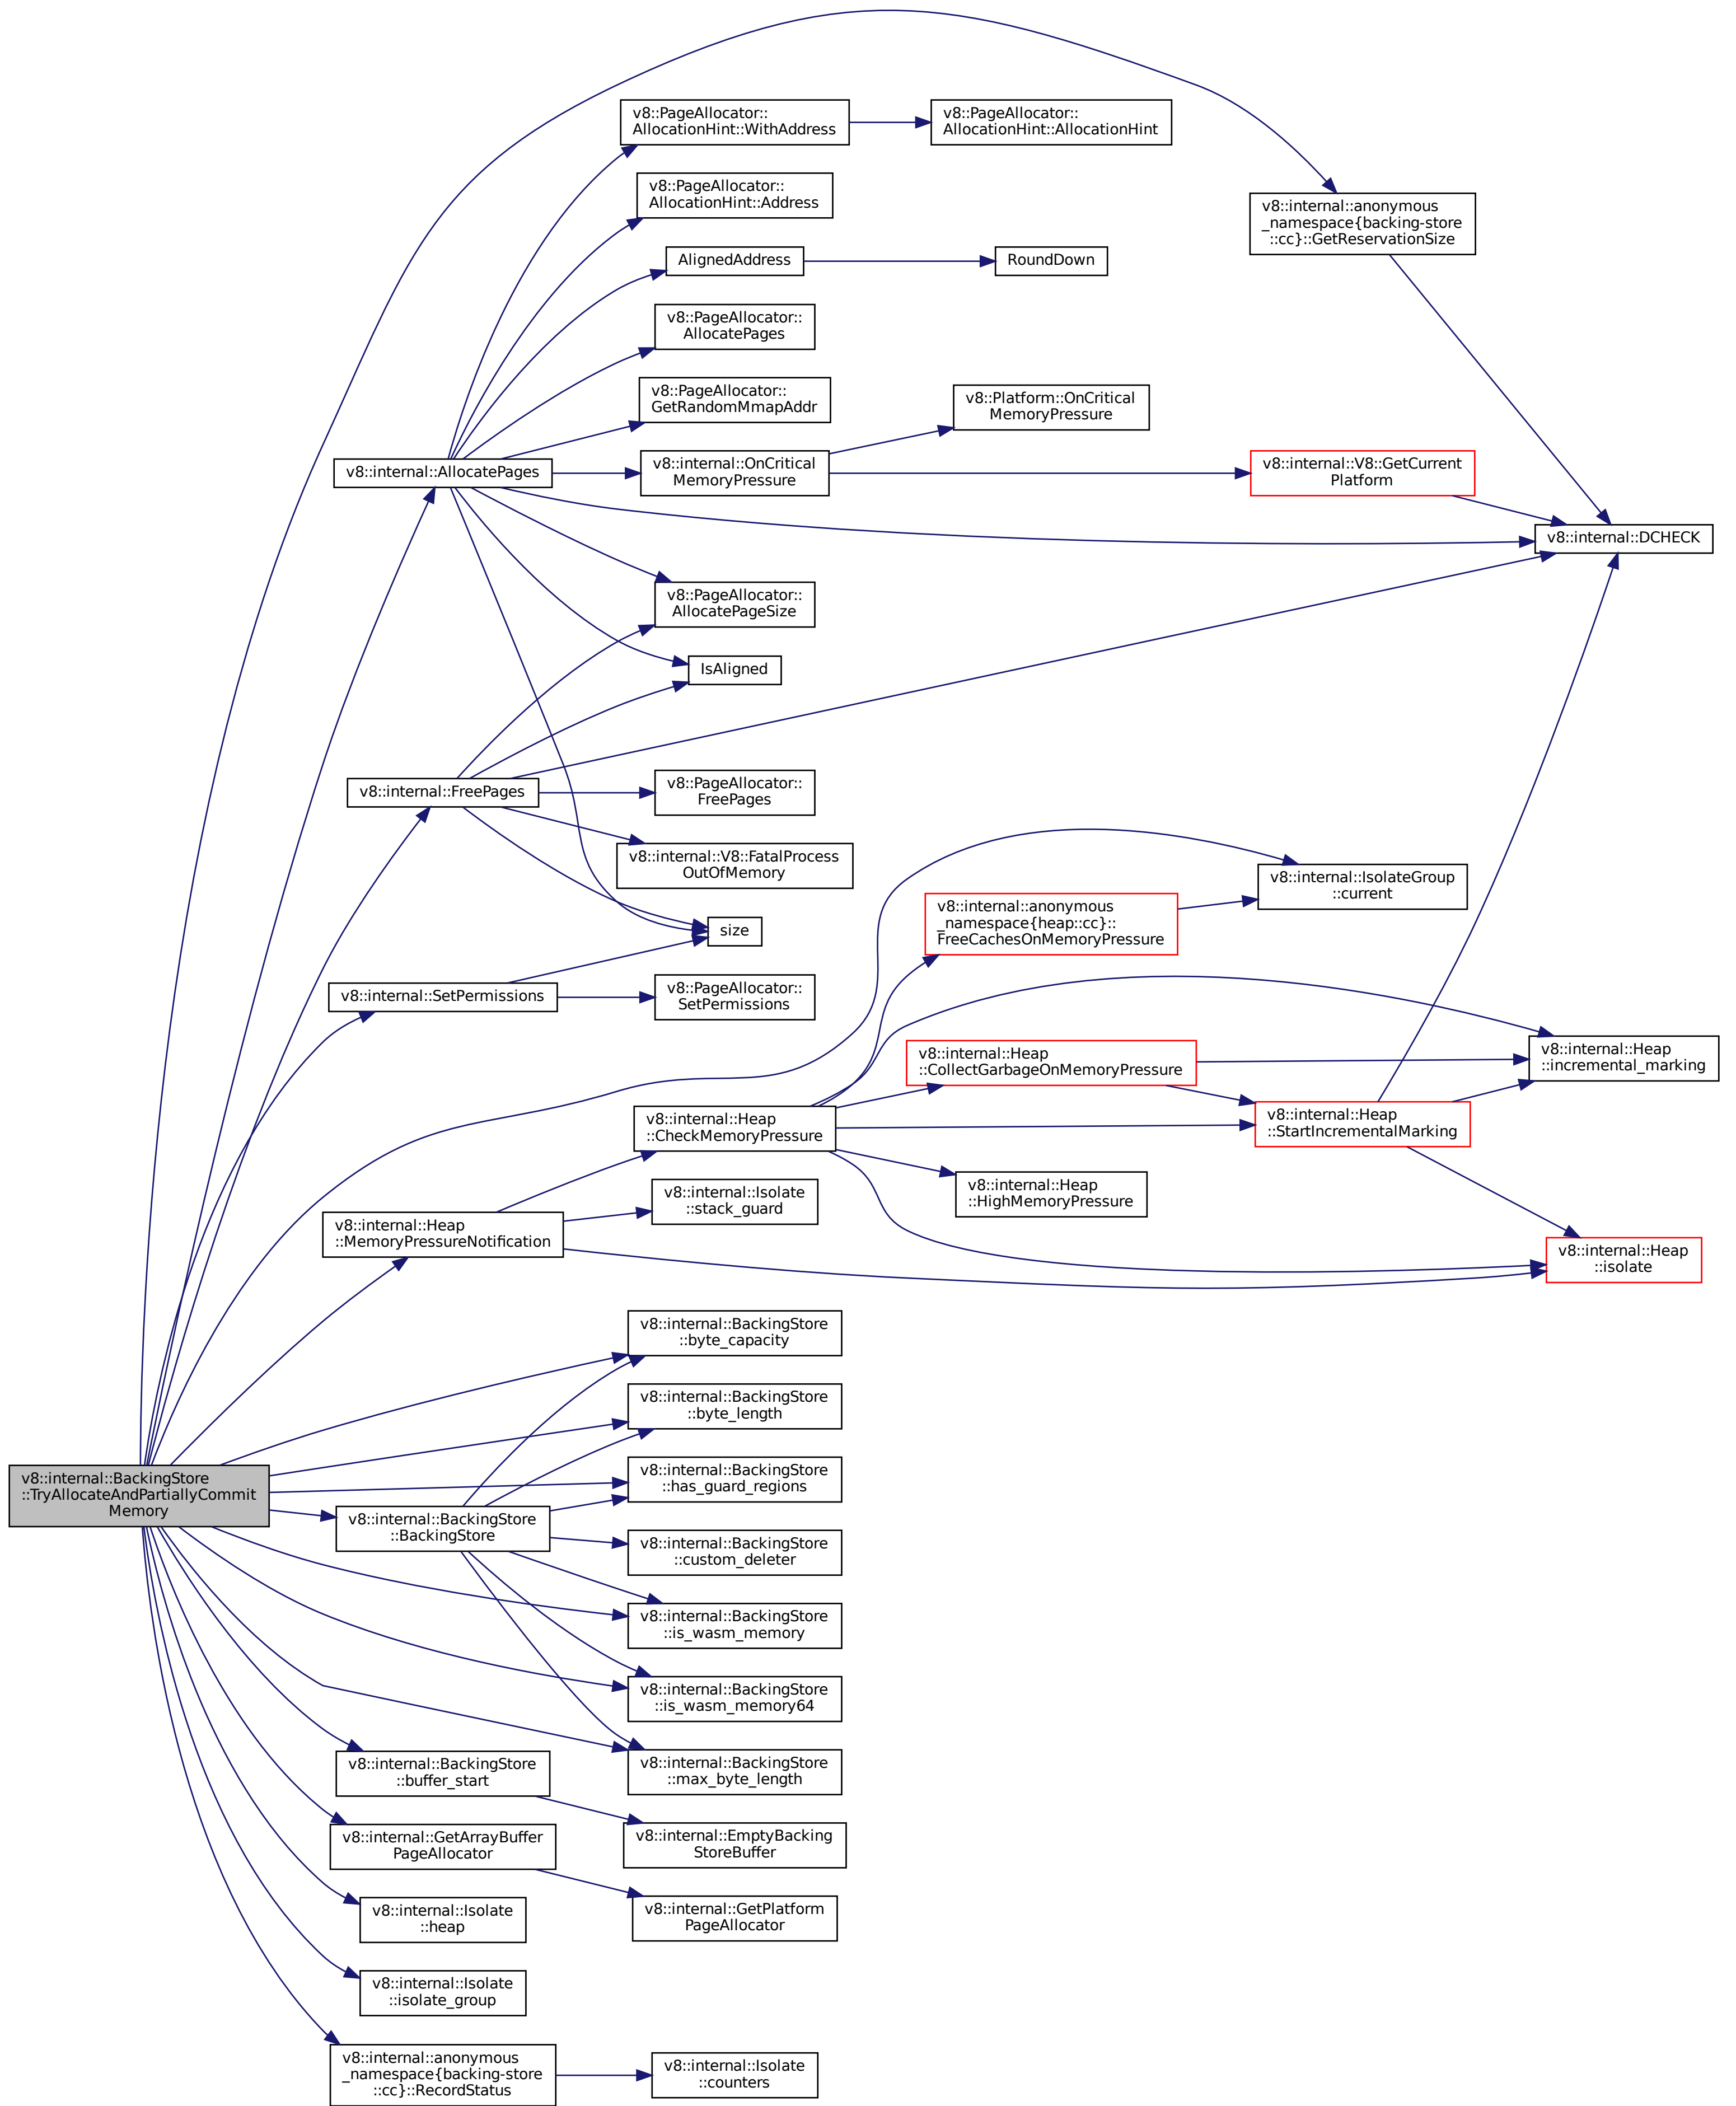 v8::PageAllocator::
AllocationHint::WithAddress
v8::PageAllocator::
AllocationHint::AllocationHint
v8::PageAllocator::
AllocationHint::Address
v8::internal::anonymous
_namespace{backing-store
::cc}::GetReservationSize
AlignedAddress
RoundDown
v8::PageAllocator::
AllocatePages
v8::PageAllocator::
GetRandomMmapAddr
v8::Platform::OnCritical
MemoryPressure
v8::internal::AllocatePages
v8::internal::OnCritical
MemoryPressure
v8::internal::V8::GetCurrent
Platform
v8::internal::DCHECK
v8::PageAllocator::
AllocatePageSize
IsAligned
v8::internal::FreePages
v8::PageAllocator::
FreePages
v8::internal::V8::FatalProcess
OutOfMemory
v8::internal::IsolateGroup
::current
v8::internal::anonymous
_namespace{heap::cc}::
FreeCachesOnMemoryPressure
size
v8::internal::SetPermissions
v8::PageAllocator::
SetPermissions
v8::internal::Heap
::CollectGarbageOnMemoryPressure
v8::internal::Heap
::incremental_marking
v8::internal::Heap
::CheckMemoryPressure
v8::internal::Heap
::StartIncrementalMarking
v8::internal::Isolate
::stack_guard
v8::internal::Heap
::HighMemoryPressure
v8::internal::Heap
::MemoryPressureNotification
v8::internal::Heap
::isolate
v8::internal::BackingStore
::byte_capacity
v8::internal::BackingStore
::byte_length
v8::internal::BackingStore
::has_guard_regions
v8::internal::BackingStore
::TryAllocateAndPartiallyCommit
Memory
v8::internal::BackingStore
::BackingStore
v8::internal::BackingStore
::custom_deleter
v8::internal::BackingStore
::is_wasm_memory
v8::internal::BackingStore
::is_wasm_memory64
v8::internal::BackingStore
::buffer_start
v8::internal::BackingStore
::max_byte_length
v8::internal::GetArrayBuffer
PageAllocator
v8::internal::EmptyBacking
StoreBuffer
v8::internal::Isolate
::heap
v8::internal::GetPlatform
PageAllocator
v8::internal::Isolate
::isolate_group
v8::internal::anonymous
_namespace{backing-store
::cc}::RecordStatus
v8::internal::Isolate
::counters